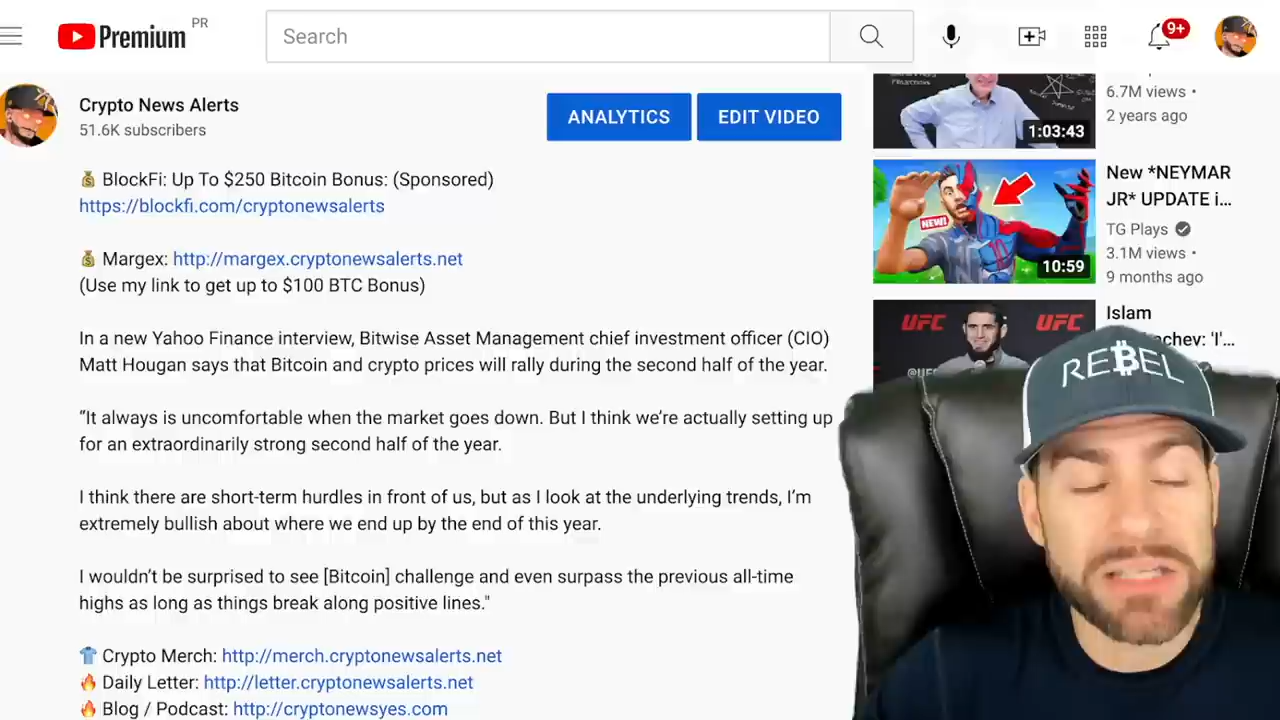 Premium PR
Search
9+
Crypto News Alerts
51.6K subscribers
ANALYTICS
EDIT VIDEO
💰 BlockFi: Up To $250 Bitcoin Bonus: (Sponsored)
https://blockfi.com/cryptonewsalerts
💰 Margex: http://margex.cryptonewsalerts.net
(Use my link to get up to $100 BTC Bonus)
In a new Yahoo Finance interview, Bitwise Asset Management chief investment officer (CIO)
Matt Hougan says that Bitcoin and crypto prices will rally during the second half of the year.
“It always is uncomfortable when the market goes down. But I think we’re actually setting up
for an extraordinarily strong second half of the year.
I think there are short-term hurdles in front of us, but as I look at the underlying trends, I’m
extremely bullish about where we end up by the end of this year.
I wouldn’t be surprised to see [Bitcoin] challenge and even surpass the previous all-time
highs as long as things break along positive lines."
👕 Crypto Merch: http://merch.cryptonewsalerts.net
🔥 Daily Letter: http://letter.cryptonewsalerts.net
🔥 Blog / Podcast: http://cryptonewsyes.com
PROJECTIONS
1:03:43
6.7M views •
2 years ago
NEW!
10:59
New *NEYMAR
JR* UPDATE i...
TG Plays
3.1M views •
9 months ago
UFC
UFC
Islam
'I'...
REBEL